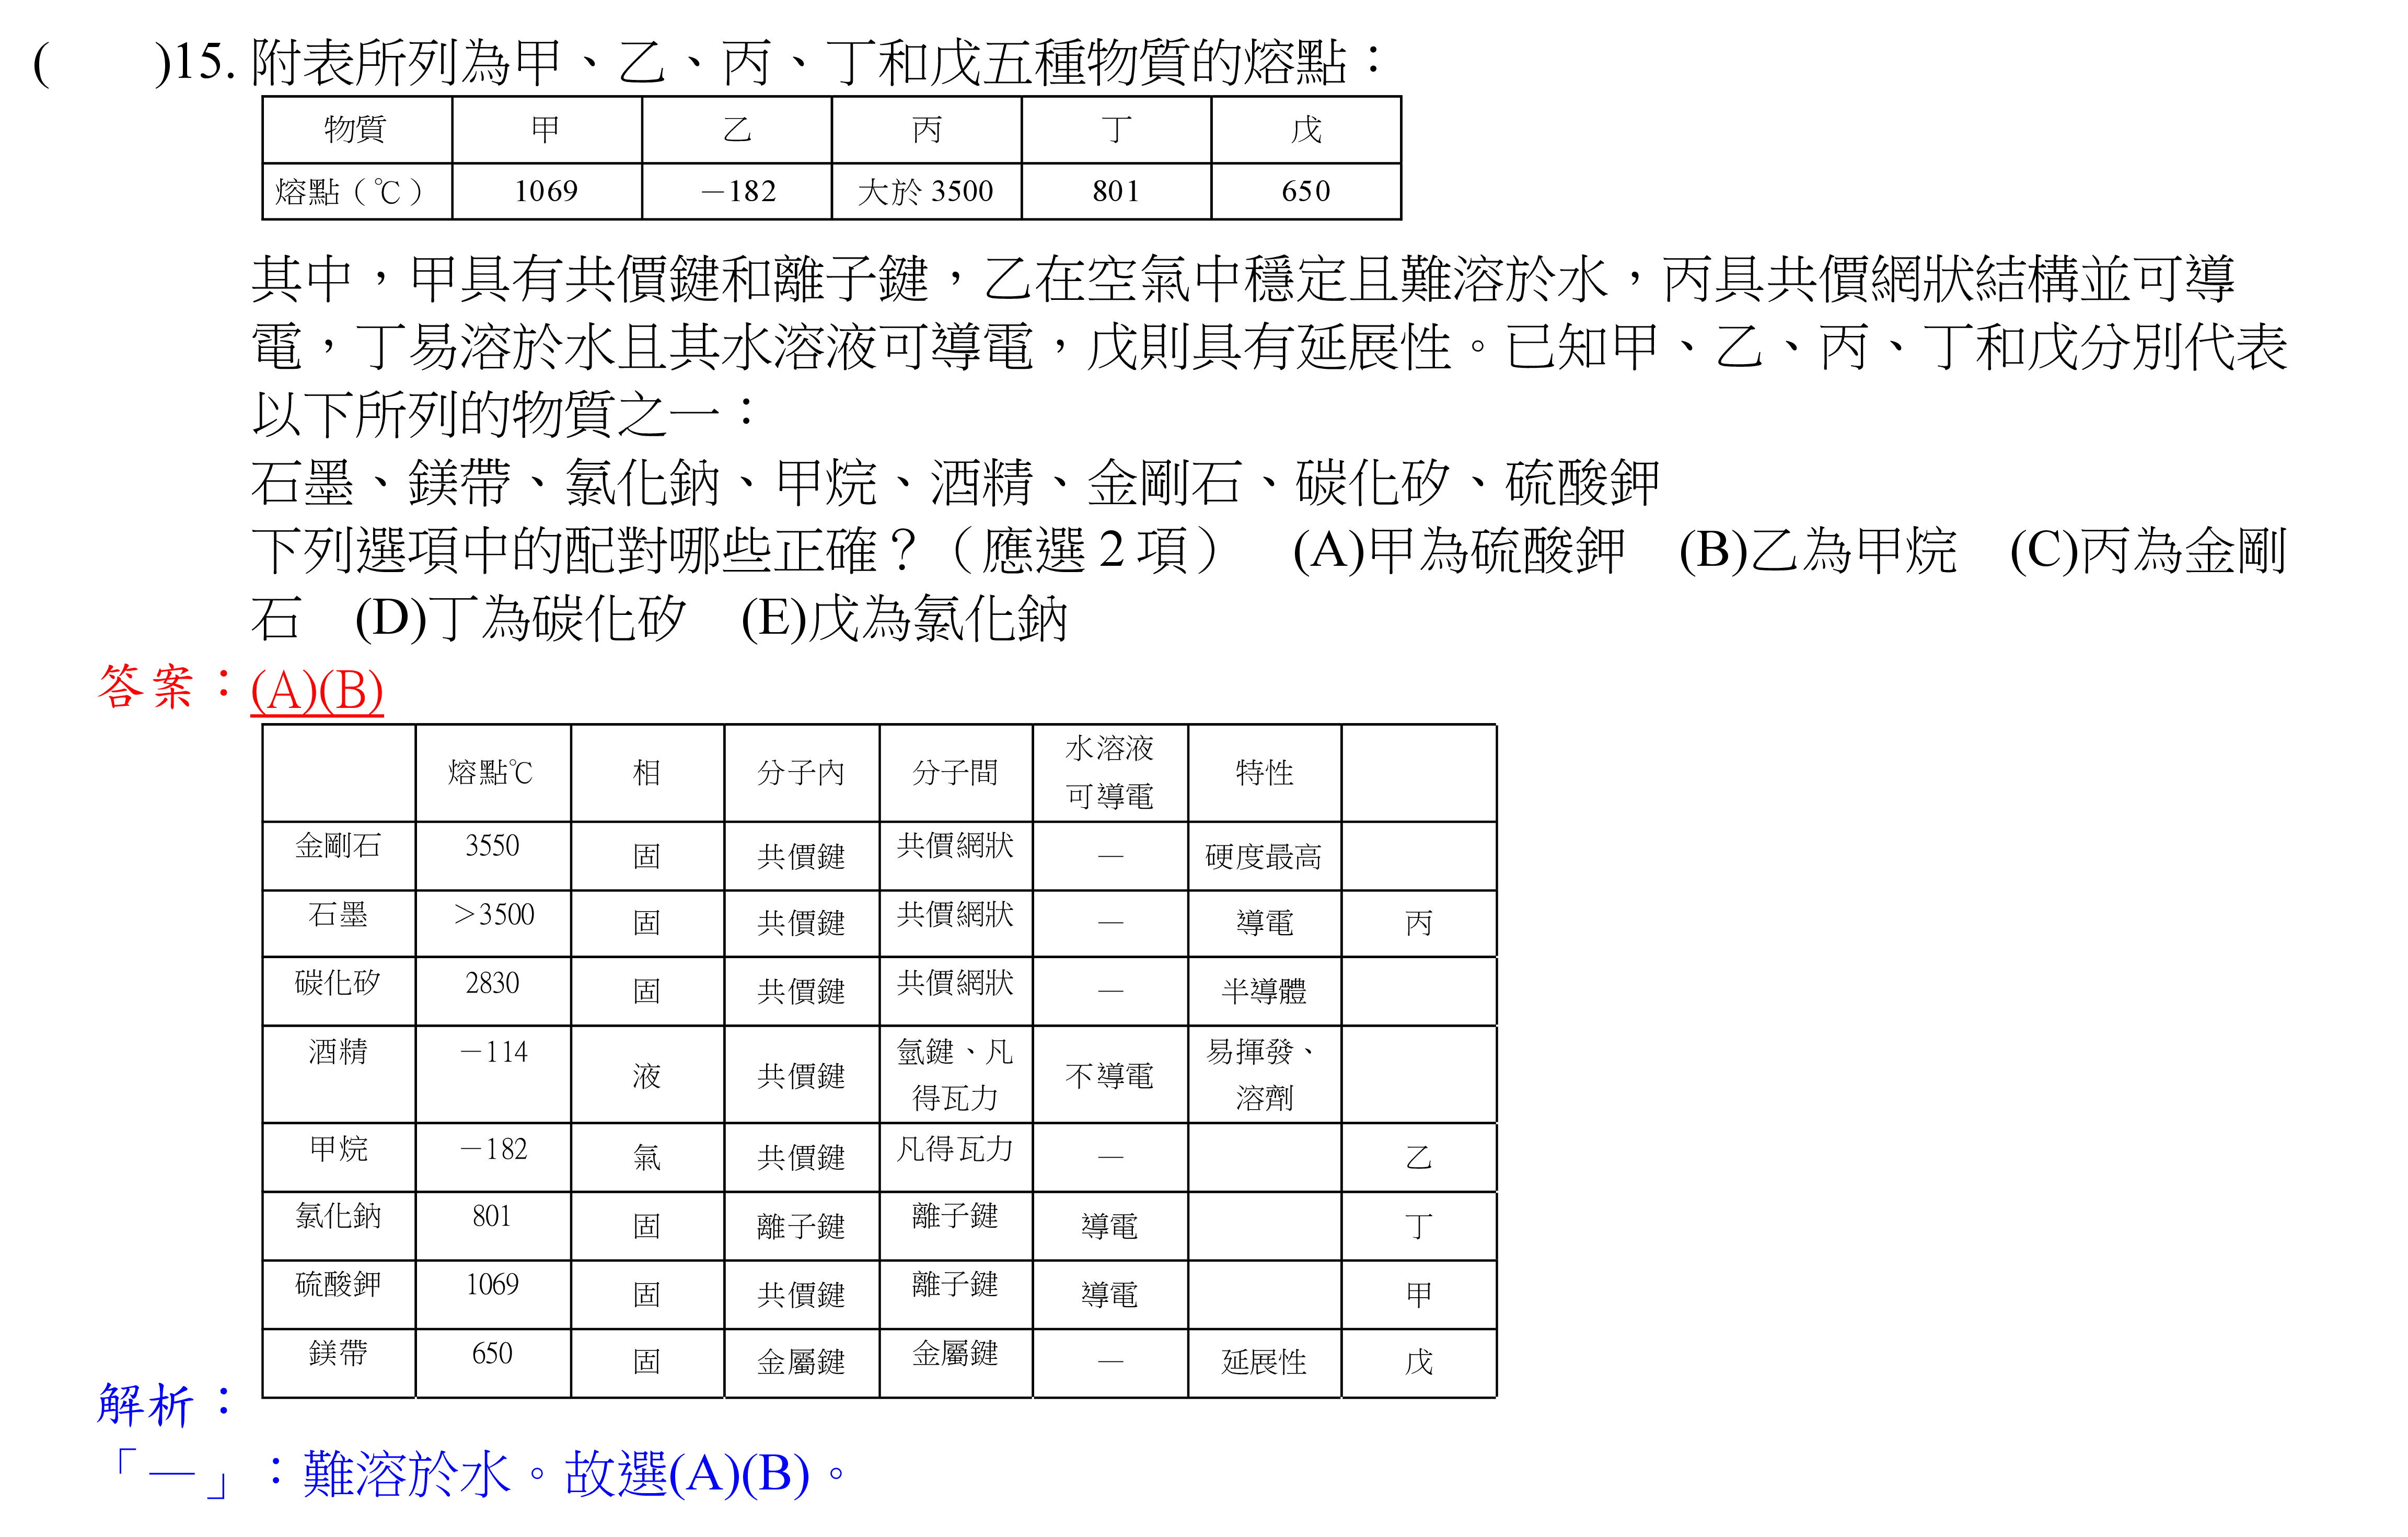 (　　)15. 附表所列為甲、乙、丙、丁和戊五種物質的熔點：
物質 甲 乙 丙 丁 戊
熔點（℃） 1069 －182 大於 3500 801 650
其中，甲具有共價鍵和離子鍵，乙在空氣中穩定且難溶於水，丙具共價網狀結構並可導
電，丁易溶於水且其水溶液可導電，戊則具有延展性。已知甲、乙、丙、丁和戊分別代表
以下所列的物質之一：
石墨、鎂帶、氯化鈉、甲烷、酒精、金剛石、碳化矽、硫酸鉀
下列選項中的配對哪些正確？（應選 2 項）　(A)甲為硫酸鉀　(B)乙為甲烷　(C)丙為金剛
石　(D)丁為碳化矽　(E)戊為氯化鈉
答案：(A)(B)
熔點℃ 相 分子內 分子間 水溶液可導電 特性
金剛石 3550 固 共價鍵 共價網狀 — 硬度最高
石墨 ＞3500 固 共價鍵 共價網狀 — 導電 丙
碳化矽 2830 固 共價鍵 共價網狀 — 半導體
酒精 －114 液 共價鍵 氫鍵、凡得瓦力 不導電 易揮發、溶劑
甲烷 －182 氣 共價鍵 凡得瓦力 — 乙
氯化鈉 801 固 離子鍵 離子鍵 導電 丁
硫酸鉀 1069 固 共價鍵 離子鍵 導電 甲
鎂帶 650 固 金屬鍵 金屬鍵 — 延展性 戊
解析：
「—」：難溶於水。故選(A)(B)。